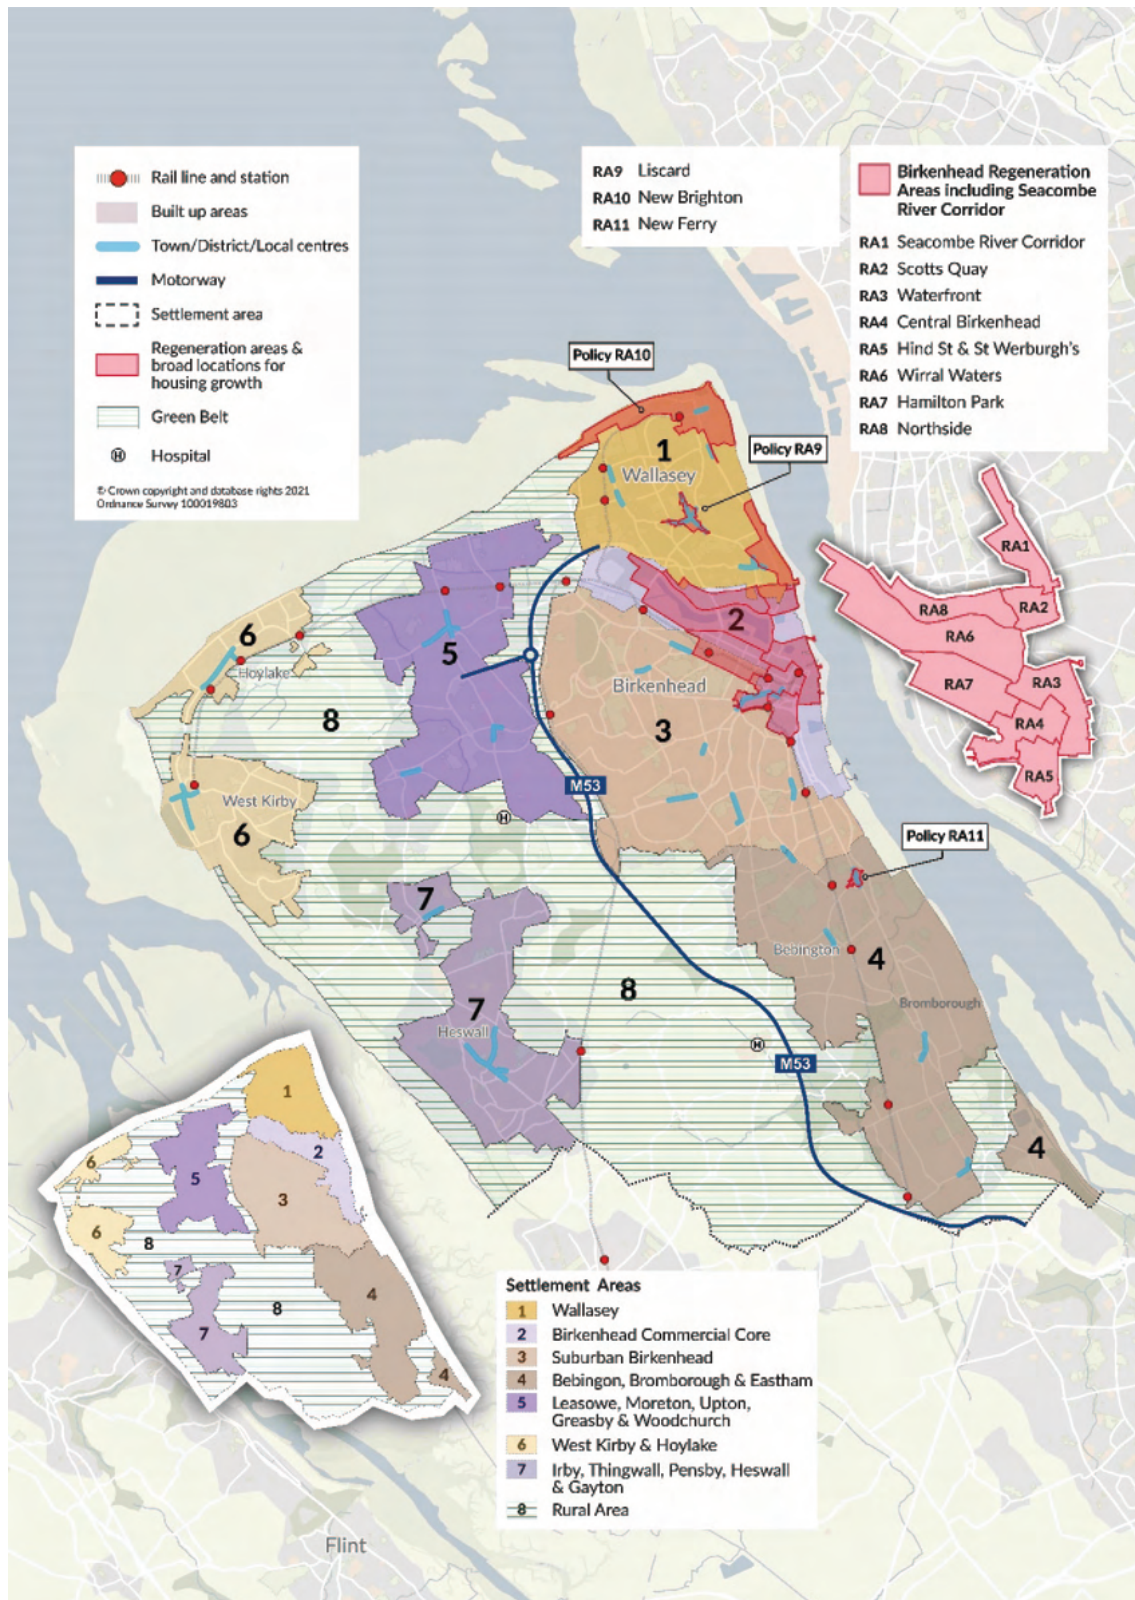 Rail line and station
Built up areas
Town/District/Local centres
Motorway
Settlement area
Regeneration areas &
broad locations for
housing growth
Green Belt
H Hospital
© Crown copyright and database rights 2021
Ordnance Survey 100019803
RA9 Liscard
RA10 New Brighton
RA11 New Ferry
Birkenhead Regeneration
Areas including Seacombe
River Corridor
RA1 Seacombe River Corridor
RA2 Scotts Quay
RA3 Waterfront
RA4 Central Birkenhead
RA5 Hind St & St Werburgh's
RA6 Wirral Waters
RA7 Hamilton Park
RA8 Northside
Policy RA10
1
Wallasey
Policy RA9
RA1
RA2
RA8
RA6
RA7
RA3
RA4
RA5
2
6
Hoylake
5
8
Birkenhead
3
M53
West Kirby
6
H
Policy RA11
7
Bebington
4
8
Bromborough
7
Heswall
H
M53
4
1
2
6
5
3
6
8
7
8
4
7
4
Settlement Areas
1 Wallasey
2 Birkenhead Commercial Core
3 Suburban Birkenhead
4 Bebingon, Bromborough & Eastham
5 Leasowe, Moreton, Upton,
Greasby & Woodchurch
6 West Kirby & Hoylake
7 Irby, Thingwall, Pensby, Heswall
& Gayton
8 Rural Area
Flint